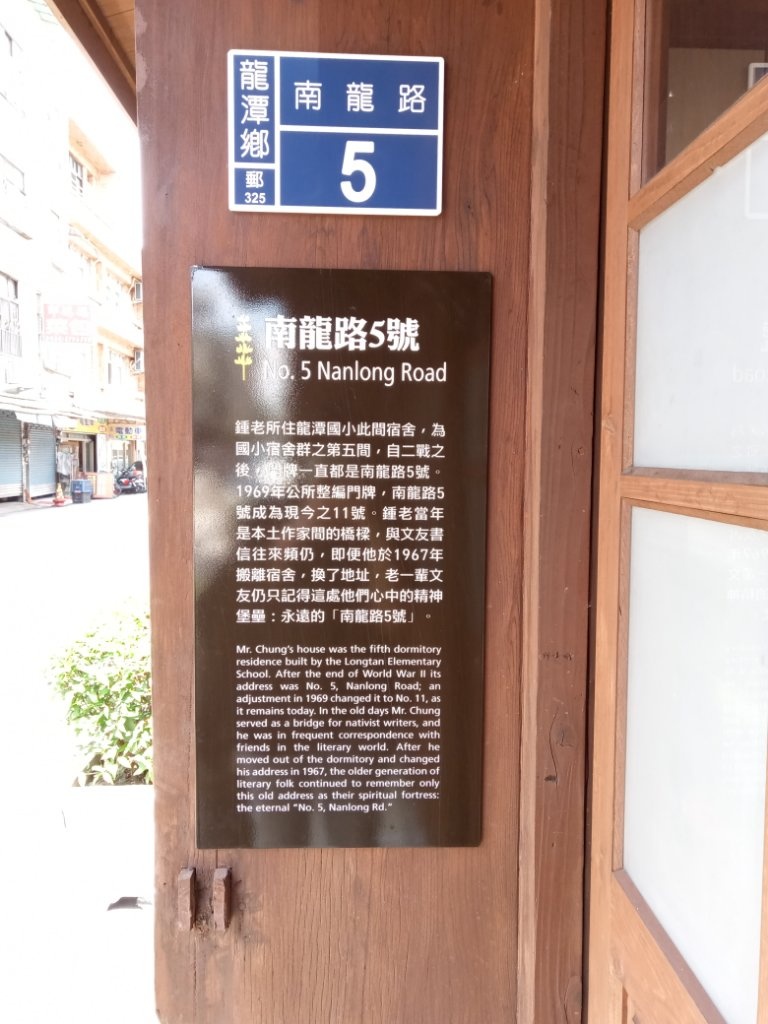 龍潭鄉
郵
325
南龍路
5
南龍路5號
No. 5 Nanlong Road
鍾老所住龍潭國小此間宿舍，為
國小宿舍群之第五間，自二戰之
後，門牌一直都是南龍路5號。
1969年公所整編門牌，南龍路5
號成為現今之11號。鍾老當年
是本土作家間的橋樑，與文友書
信往來頻仍，即便他於1967年
搬離宿舍，換了地址，老一輩文
友仍只記得這處他們心中的精神
堡壘：永遠的「南龍路5號」。
Mr. Chung's house was the fifth dormitory
residence built by the Longtan Elementary
School. After the end of World War II its
address was No. 5, Nanlong Road; an
adjustment in 1969 changed it to No. 11, as
it remains today. In the old days Mr. Chung
served as a bridge for nativist writers, and
he was in frequent correspondence with
friends in the literary world. After he
moved out of the dormitory and changed
his address in 1967, the older generation of
literary folk continued to remember only
this old address as their spiritual fortress:
the eternal "No. 5, Nanlong Rd."